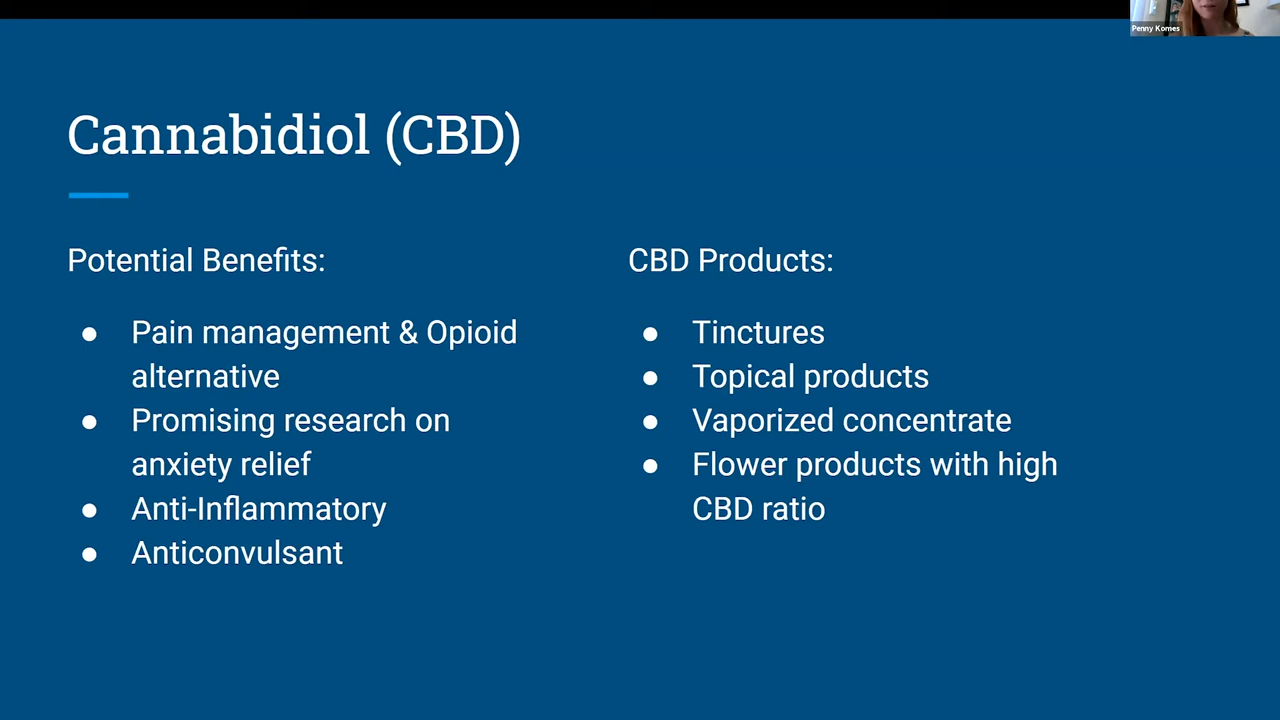 Penny Komes
Cannabidiol (CBD)
Potential Benefits:
● Pain management & Opioid
alternative
● Promising research on
anxiety relief
● Anti-Inflammatory
● Anticonvulsant
CBD Products:
● Tinctures
● Topical products
● Vaporized concentrate
● Flower products with high
CBD ratio